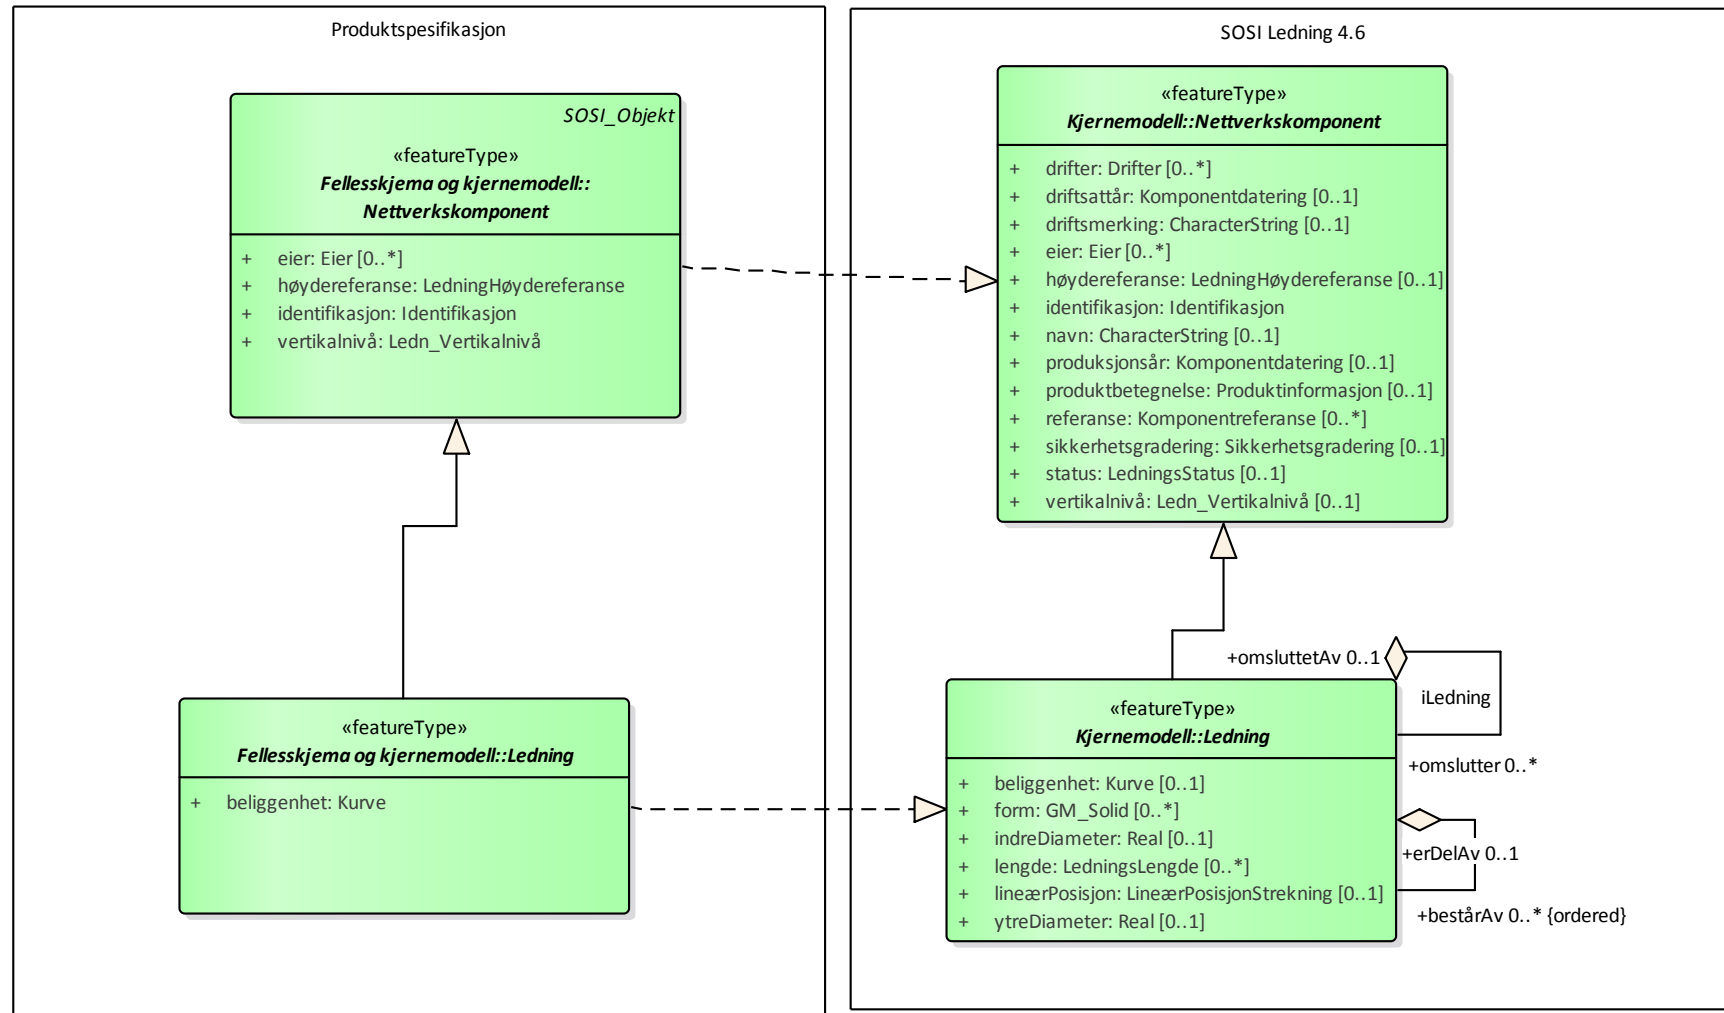 Produktspesifikasjon
SOSI_Objekt
«featureType»
Fellesskjema og kjernemodell::
Nettverkskomponent
+ eier: Eier [0..*]
+ høydereferanse: LedningHøydereferanse
+ identifikasjon: Identifikasjon
+ vertikalnivå: Ledn_Vertikalnivå
«featureType»
Fellesskjema og kjernemodell::Ledning
+ beliggenhet: Kurve
SOSI Ledning 4.6
«featureType»
Kjernemodell::Nettverkskomponent
+ drifter: Drifter [0..*]
+ driftsattår: Komponentdatering [0..1]
+ driftsmerking: CharacterString [0..1]
+ eier: Eier [0..*]
+ høydereferanse: LedningHøydereferanse [0..1]
+ identifikasjon: Identifikasjon
+ navn: CharacterString [0..1]
+ produksjonsår: Komponentdatering [0..1]
+ produktbetegnelse: Produktinformasjon [0..1]
+ referanse: Komponentreferanse [0..*]
+ sikkerhetsgradering: Sikkerhetsgradering [0..1]
+ status: LedningsStatus [0..1]
+ vertikalnivå: Ledn_Vertikalnivå [0..1]
+omsluttetAv 0..1
iLedning
+omslutter 0..*
«featureType»
Kjernemodell::Ledning
+ beliggenhet: Kurve [0..1]
+ form: GM_Solid [0..*]
+ indreDiameter: Real [0..1]
+ lengde: LedningsLengde [0..*]
+ lineærPosisjon: LineærPosisjonStrekning [0..1]
+ ytreDiameter: Real [0..1]
+erDelAv 0..1
+bestårAv 0..* {ordered}